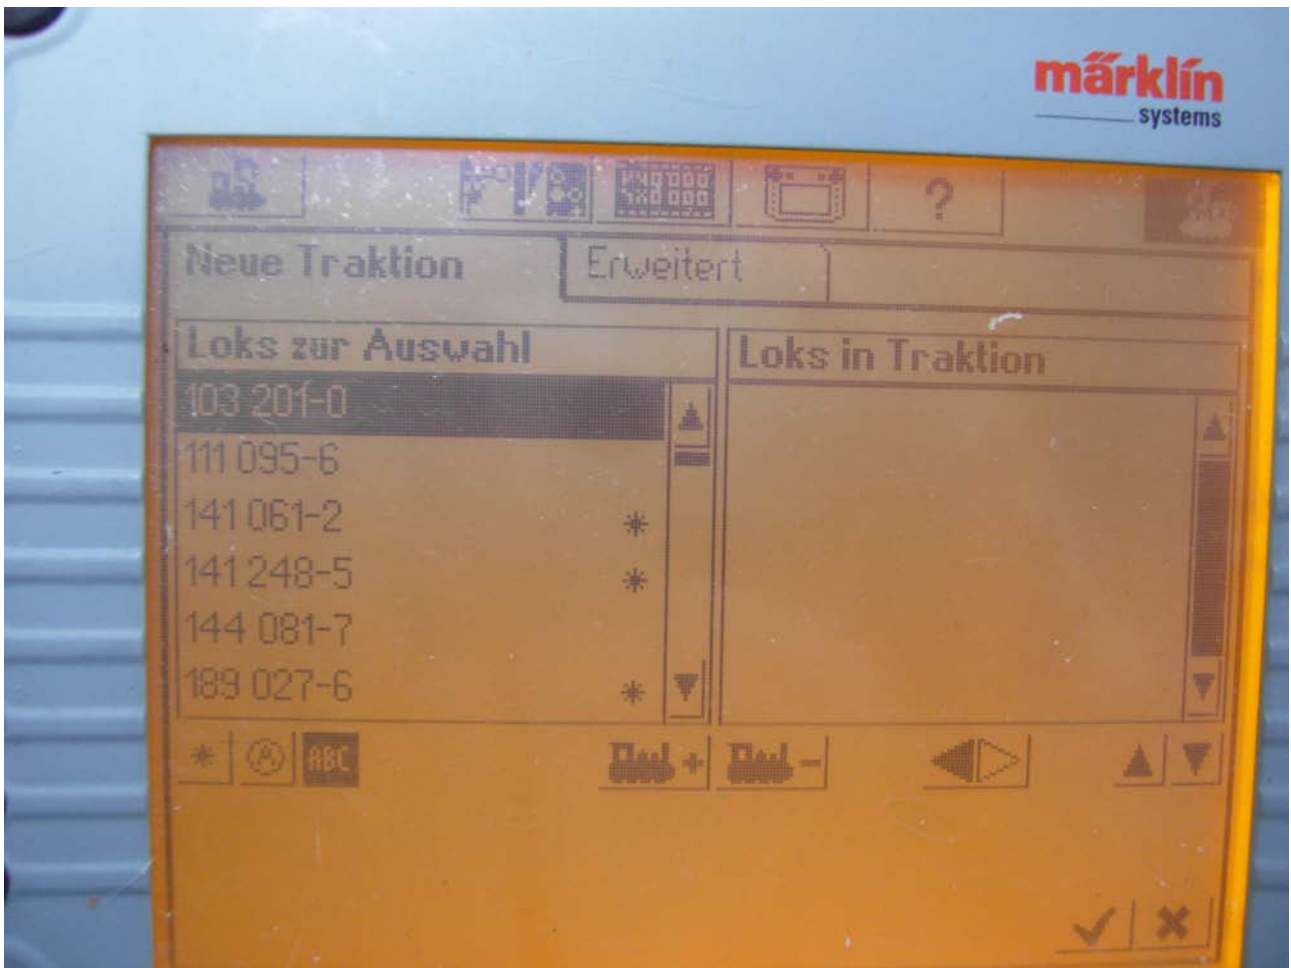 märklin
systems
?
Neue Traktion
Erweitert
Loks zur Auswahl
Loks in Traktion
103 201-0
111 095-6
141 061-2 *
141 248-5 *
144 081-7
189 027-6 *
* A ABC + -